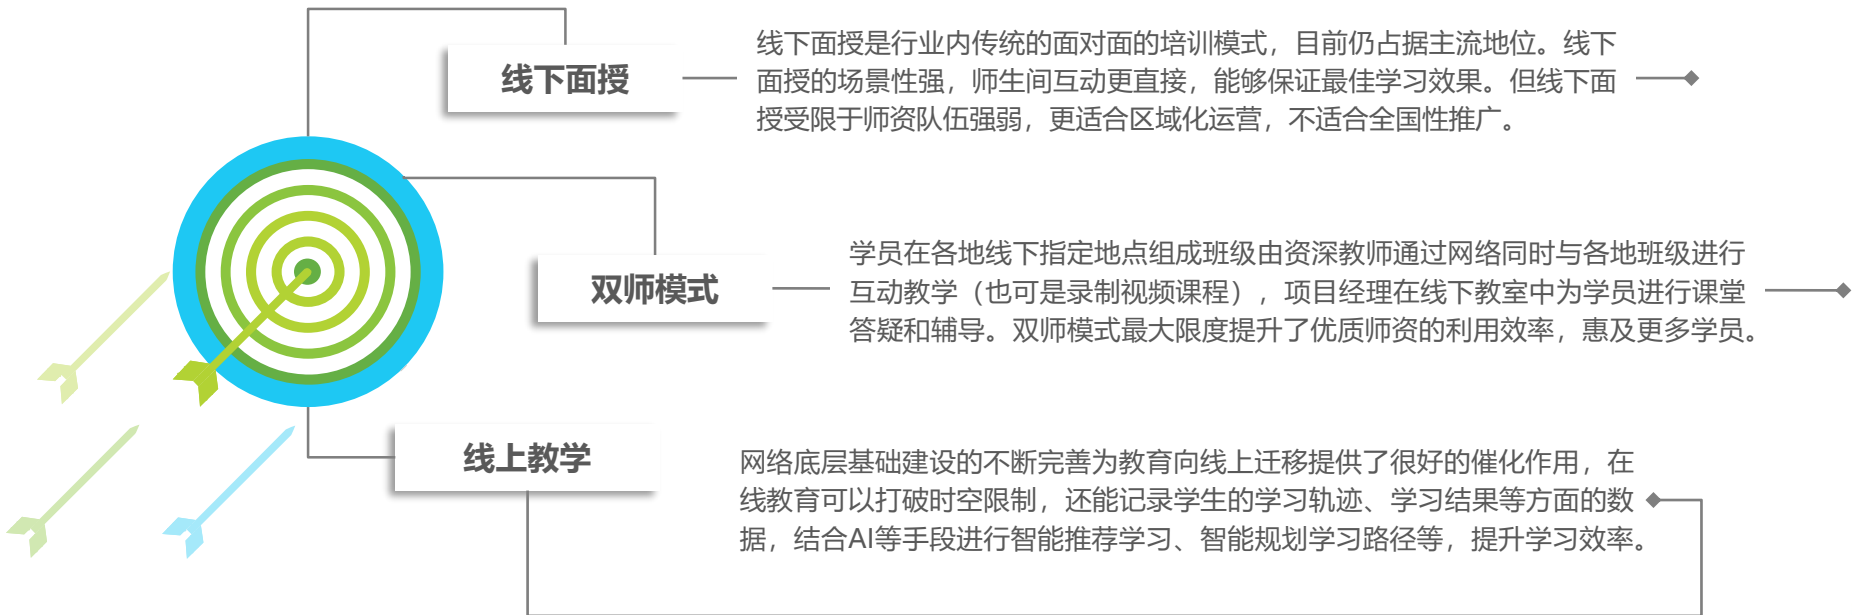 线下面授
线下面授是行业内传统的面对面的培训模式，目前仍占据主流地位。线下
面授的场景性强，师生间互动更直接，能够保证最佳学习效果。但线下面
授受限于师资队伍强弱，更适合区域化运营，不适合全国性推广。
双师模式
学员在各地线下指定地点组成班级由资深教师通过网络同时与各地班级进行
互动教学（也可是录制视频课程），项目经理在线下教室中为学员进行课堂
答疑和辅导。双师模式最大限度提升了优质师资的利用效率，惠及更多学员。
线上教学
网络底层基础建设的不断完善为教育向线上迁移提供了很好的催化作用，在
线教育可以打破时空限制，还能记录学生的学习轨迹、学习结果等方面的数
据，结合AI等手段进行智能推荐学习、智能规划学习路径等，提升学习效率。